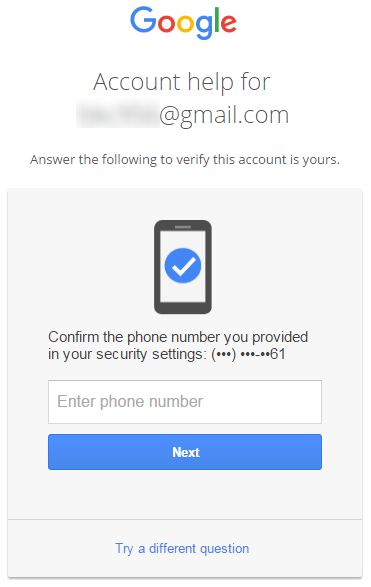 Google
Account help for
@gmail.com
Answer the following to verify this account is yours.
Confirm the phone number you provided
in your security settings: (•••) •••-••61
Enter phone number
Next
Try a different question